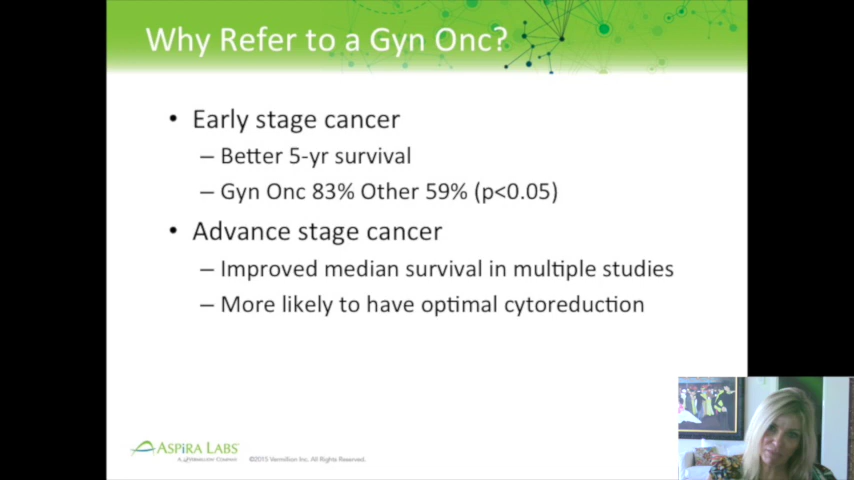 Why Refer to a Gyn Onc?
• Early stage cancer
– Better 5-yr survival
– Gyn Onc 83% Other 59% (p<0.05)
• Advance stage cancer
– Improved median survival in multiple studies
– More likely to have optimal cytoreduction
ASPIRA LABS
A VERMILLION COMPANY
©2015 Vermillion Inc. All Rights Reserved.